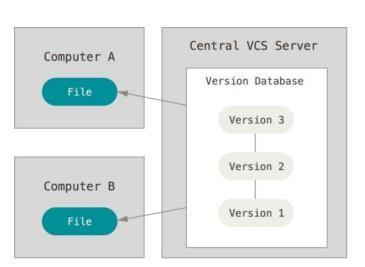 Computer A
File
Computer B
File
Central VCS Server
Version Database
Version 3
Version 2
Version 1